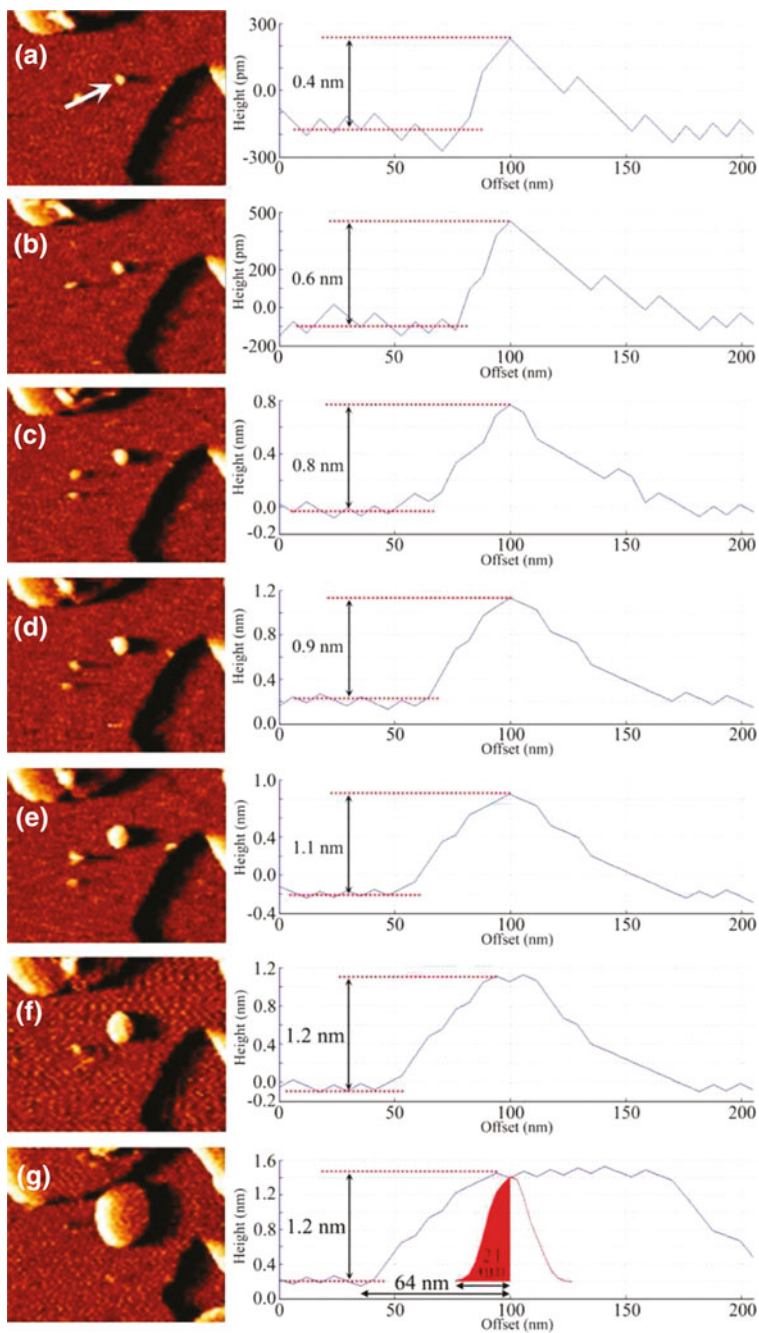 (a)
300
0.0
-300
Height (pm)
0.4 nm
0 50 100 150 200
Offset (nm)
(b)
500
200
0.0
-200
Height (pm)
0.6 nm
0 50 100 150 200
Offset (nm)
(c)
0.8
0.4
0.0
-0.2
Height (nm)
0.8 nm
0 50 100 150 200
Offset (nm)
(d)
1.2
0.8
0.4
0.0
Height (nm)
0.9 nm
0 50 100 150 200
Offset (nm)
(e)
1.0
0.4
0.0
-0.4
Height (nm)
1.1 nm
0 50 100 150 200
Offset (nm)
(f)
1.2
0.8
0.4
0.0
-0.2
Height (nm)
1.2 nm
0 50 100 150 200
Offset (nm)
(g)
1.6
1.2
0.8
0.4
0.0
Height (nm)
1.2 nm
64 nm
0 50 100 150 200
Offset (nm)